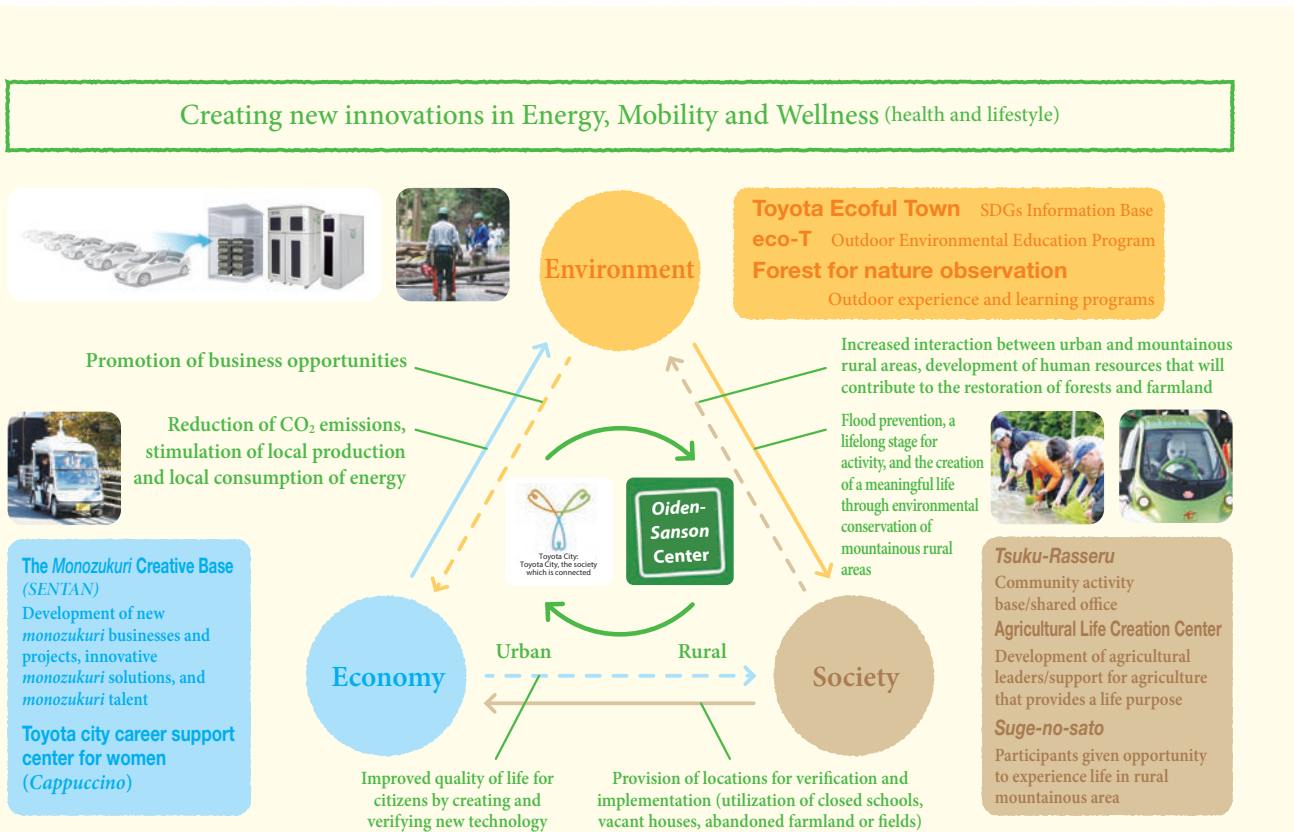 Creating new innovations in Energy, Mobility and Wellness (health and lifestyle)
Environment
Toyota Ecoful Town SDGs Information Base
eco-T Outdoor Environmental Education Program
Forest for nature observation
Outdoor experience and learning programs
Promotion of business opportunities
Reduction of CO₂ emissions,
stimulation of local production
and local consumption of energy
Increased interaction between urban and mountainous
rural areas, development of human resources that will
contribute to the restoration of forests and farmland
Flood prevention, a
lifelong stage for
activity, and the creation
of a meaningful life
through environmental
conservation of
mountainous rural
areas
Toyota City:
Toyota City, the society
which is connected
Oiden-
Sanson
Center
The Monozukuri Creative Base
(SENTAN)
Development of new
monozukuri businesses and
projects, innovative
monozukuri solutions, and
monozukuri talent
Toyota city career support
center for women
(Cappuccino)
Economy
Urban
Rural
Society
Tsuku-Rasseru
Community activity
base/shared office
Agricultural Life Creation Center
Development of agricultural
leaders/support for agriculture
that provides a life purpose
Suge-no-sato
Participants given opportunity
to experience life in rural
mountainous area
Improved quality of life for
citizens by creating and
verifying new technology
Provision of locations for verification and
implementation (utilization of closed schools,
vacant houses, abandoned farmland or fields)